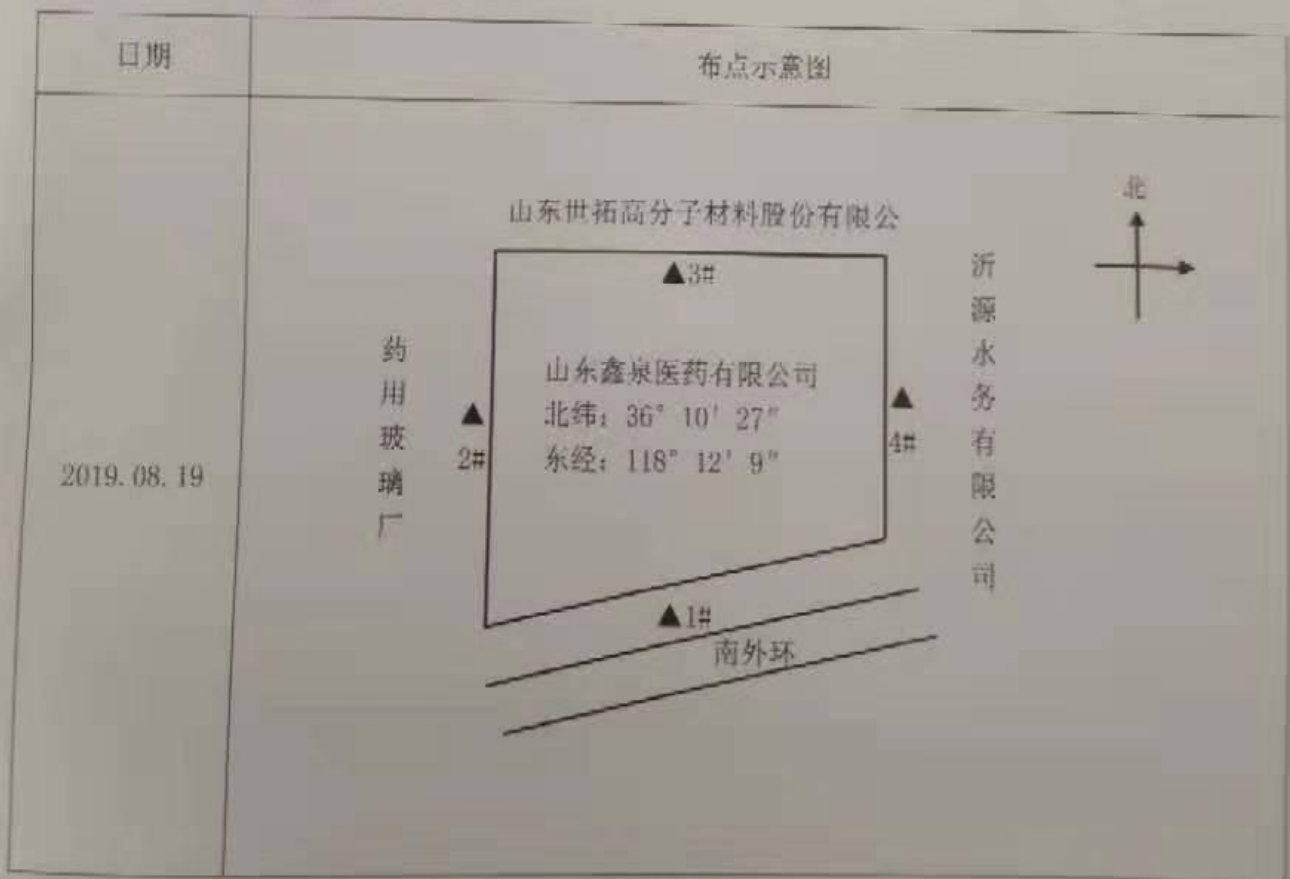 日期
布点示意图
2019.08.19
北
山东世拓高分子材料股份有限公
▲3#
药用玻璃厂
沂源水务有限公司
山东鑫泉医药有限公司
北纬：36° 10′ 27″
东经：118° 12′ 9″
▲
2#
▲
4#
▲1#
南外环